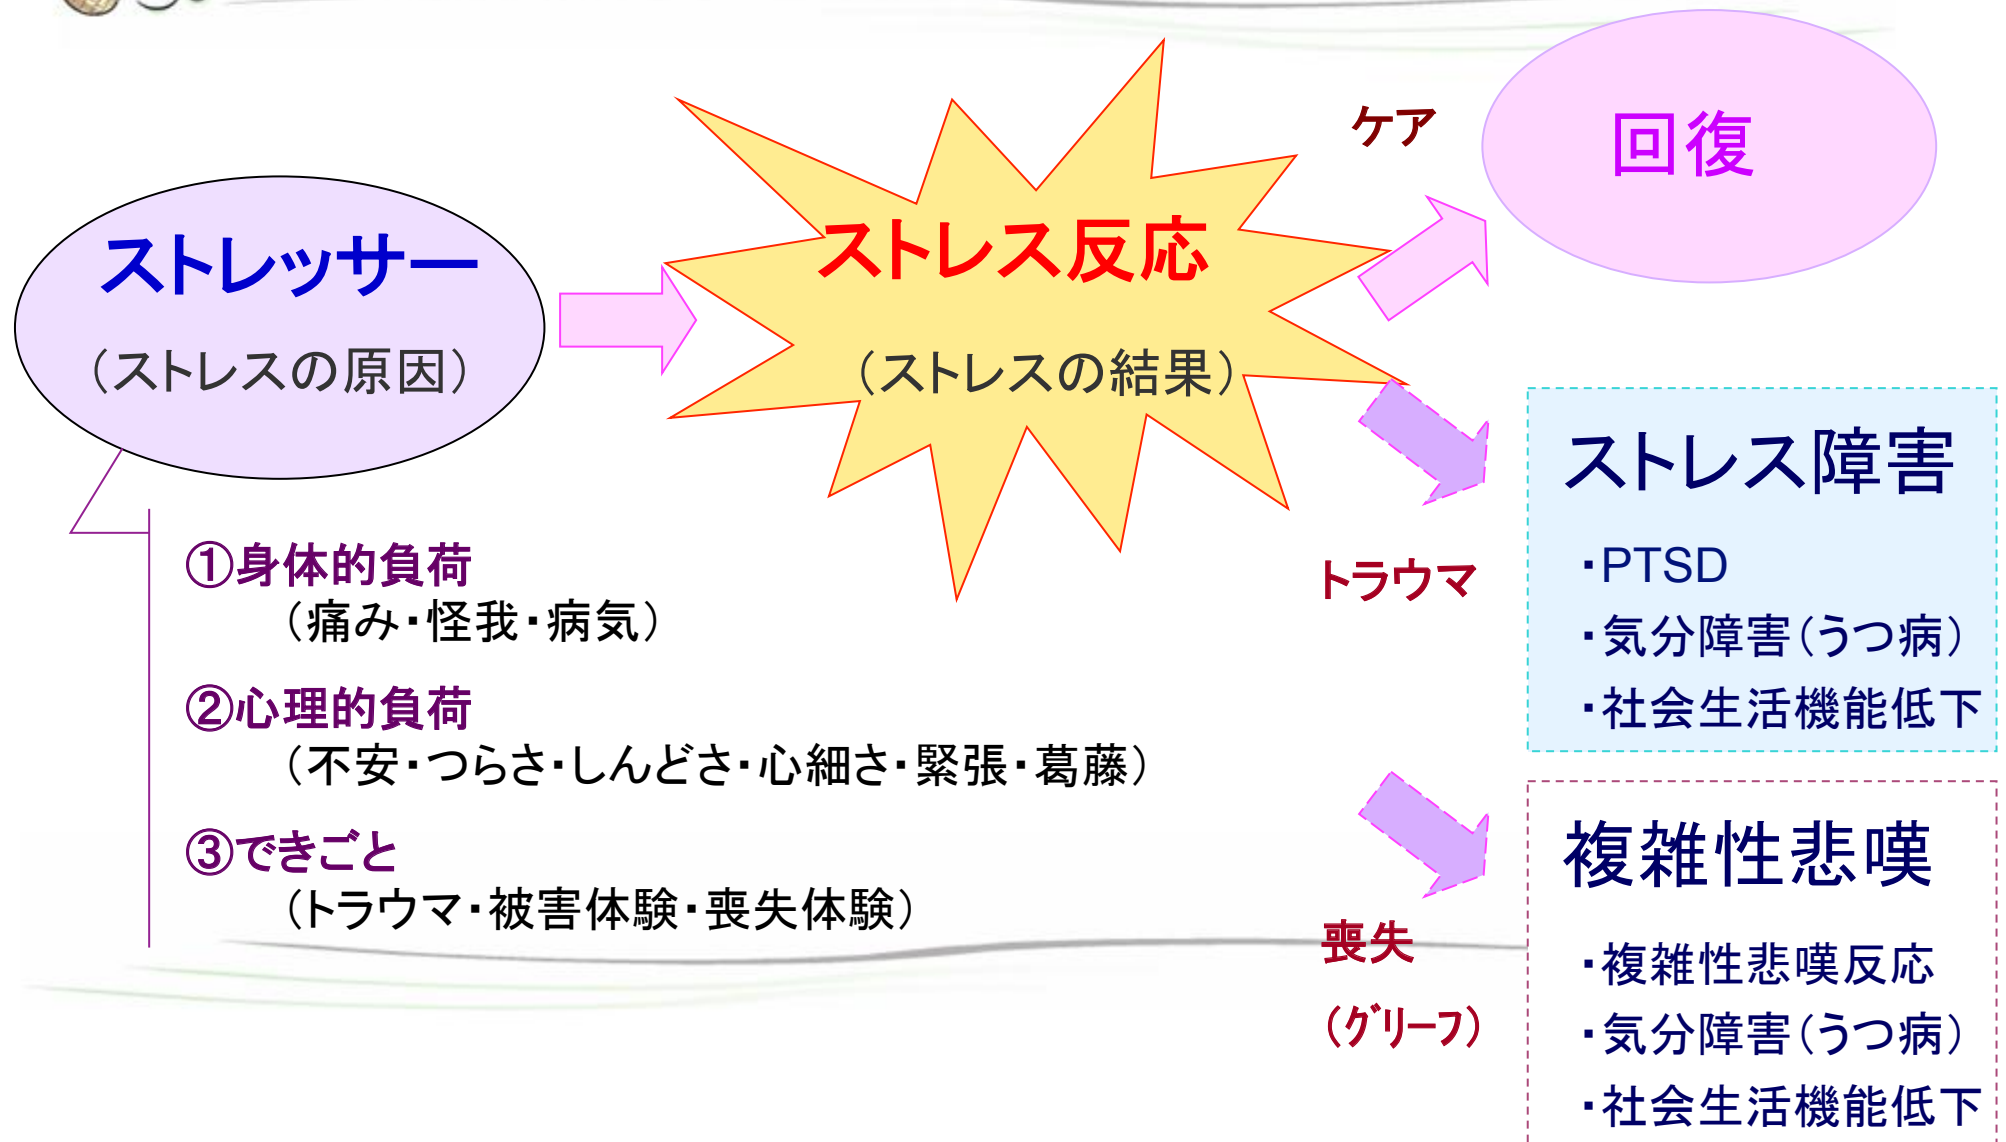 ストレッサー
（ストレスの原因）
ストレス反応
（ストレスの結果）
ケア
回復
①身体的負荷
（痛み・怪我・病気）
②心理的負荷
（不安・つらさ・しんどさ・心細さ・緊張・葛藤）
③できごと
（トラウマ・被害体験・喪失体験）
トラウマ
ストレス障害
・PTSD
・気分障害（うつ病）
・社会生活機能低下
喪失
（グリーフ）
複雑性悲嘆
・複雑性悲嘆反応
・気分障害（うつ病）
・社会生活機能低下